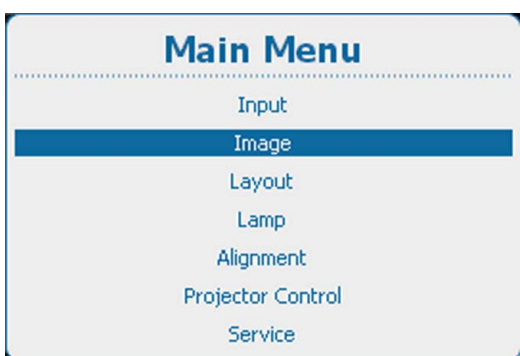 Main Menu
Input
Image
Layout
Lamp
Alignment
Projector Control
Service